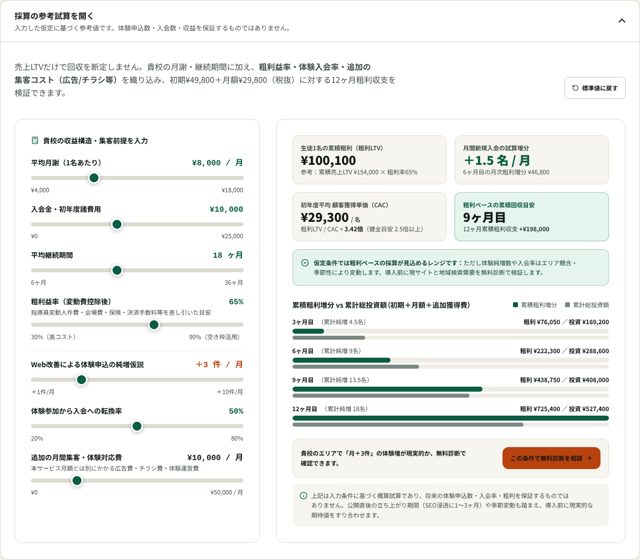 採算の参考試算を開く
入力した仮定に基づく参考値です。体験申込数・入会数・収益を保証するものではありません。
売上LTVだけで回収を断定しません。貴校の月謝・継続期間に加え、粗利益率・体験入会率・追加の
集客コスト（広告/チラシ等）を織り込み、初期¥49,800＋月額¥29,800（税抜）に対する12ヶ月粗利収支を
検証できます。
標準値に戻す
貴校の収益構造・集客前提を入力
平均月謝（1名あたり） ¥8,000 / 月
¥4,000 ¥18,000
入会金・初年度諸費用 ¥10,000
¥0 ¥25,000
平均継続期間 18 ヶ月
6ヶ月 36ヶ月
粗利益率（変動費控除後） 65%
指導員変動人件費・会場費・保険・決済手数料等を差し引いた目安
30%（高コスト） 90%（空き枠活用）
Web改善による体験申込の純増仮説 +3 件 / 月
+1件/月 +10件/月
体験参加から入会への転換率 50%
20% 80%
追加の月間集客・体験対応費 ¥10,000 / 月
本サービス月額とは別にかかる広告費・チラシ費・体験運営費
¥0 ¥50,000 / 月
生徒1名の累積粗利（粗利LTV）
¥100,100
参考：累積売上LTV ¥154,000 × 粗利率65%
月間新規入会の試算増分
＋1.5 名 / 月
6ヶ月目の月次粗利増分 ¥46,800
初年度平均 顧客獲得単価（CAC）
¥29,300 / 名
粗利LTV / CAC = 3.42倍（健全目安 2.5倍以上）
粗利ベースの累積回収目安
9ヶ月目
12ヶ月累積粗利収支 +¥198,000
仮定条件では粗利ベースの採算が見込めるレンジです：ただし体験純増数や入会率はエリア競合・
季節性により変動します。導入前に現サイトと地域検索需要を無料診断で検証します。
累積粗利増分 vs 累計総投資額（初期＋月額＋追加獲得費）
累積粗利増分 累計総投資額
3ヶ月目 （累計純増 4.5名） 粗利 ¥76,050 ／ 投資 ¥169,200
6ヶ月目 （累計純増 9名） 粗利 ¥222,300 ／ 投資 ¥288,600
9ヶ月目 （累計純増 13.5名） 粗利 ¥438,750 ／ 投資 ¥408,000
12ヶ月目 （累計純増 18名） 粗利 ¥725,400 ／ 投資 ¥527,400
貴校のエリアで「月＋3件」の体験増が現実的か、無料診断で
確認できます。
この条件で無料診断を相談 →
上記は入力条件に基づく概算試算であり、将来の体験申込数・入会率・粗利を保証するものでは
ありません。公開直後の立ち上がり期間（SEO浸透に1〜3ヶ月）や季節変動も踏まえ、導入前に現実的な
期待値をすり合わせます。